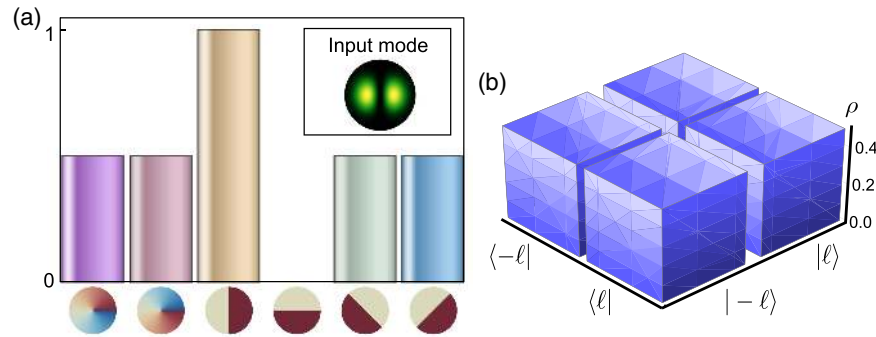 (a)
1
0
Input mode
(b)
ρ
0.4
0.2
0.0
⟨-ℓ|
⟨ℓ|
|-ℓ⟩
|ℓ⟩